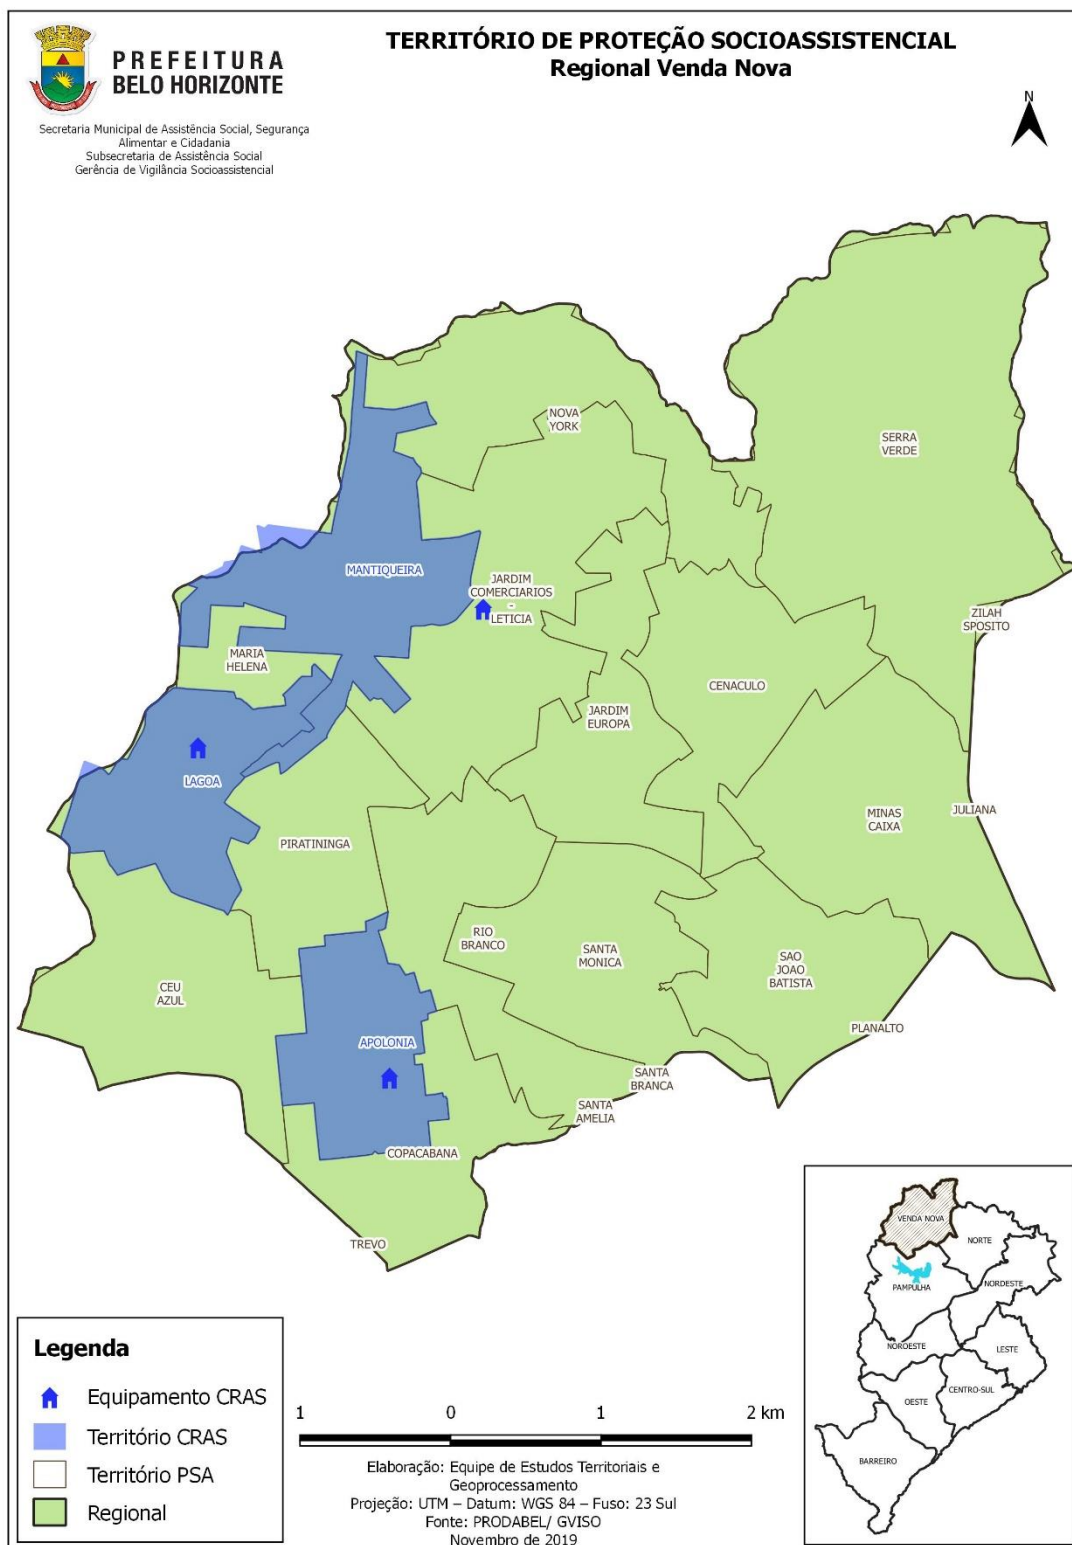 PREFEITURA
BELO HORIZONTE
Secretaria Municipal de Assistência Social, Segurança
Alimentar e Cidadania
Subsecretaria de Assistência Social
Gerência de Vigilância Socioassistencial
TERRITÓRIO DE PROTEÇÃO SOCIOASSISTENCIAL
Regional Venda Nova
N
NOVA
YORK
SERRA
VERDE
MANTIQUEIRA
JARDIM
COMERCIARIOS
-
LETICIA
ZILAH
SPOSITO
MARIA
HELENA
CENACULO
JARDIM
EUROPA
LAGOA
MINAS
CAIXA
JULIANA
PIRATININGA
RIO
BRANCO
SANTA
MONICA
SAO
JOAO
BATISTA
CEU
AZUL
PLANALTO
APOLONIA
SANTA
BRANCA
SANTA
AMELIA
COPACABANA
TREVO
VENDA NOVA
NORTE
PAMPULHA
NORDESTE
NOROESTE
LESTE
OESTE
CENTRO-SUL
BARREIRO
Legenda
Equipamento CRAS
Território CRAS
Território PSA
Regional
1 0 1 2 km
Elaboração: Equipe de Estudos Territoriais e
Geoprocessamento
Projeção: UTM – Datum: WGS 84 – Fuso: 23 Sul
Fonte: PRODABEL/ GVISO
Novembro de 2019